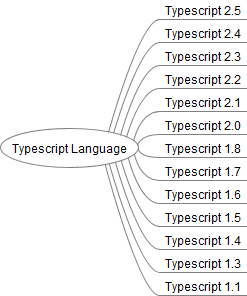 Typescript 2.5
Typescript 2.4
Typescript 2.3
Typescript 2.2
Typescript 2.1
Typescript 2.0
Typescript Language
Typescript 1.8
Typescript 1.7
Typescript 1.6
Typescript 1.5
Typescript 1.4
Typescript 1.3
Typescript 1.1